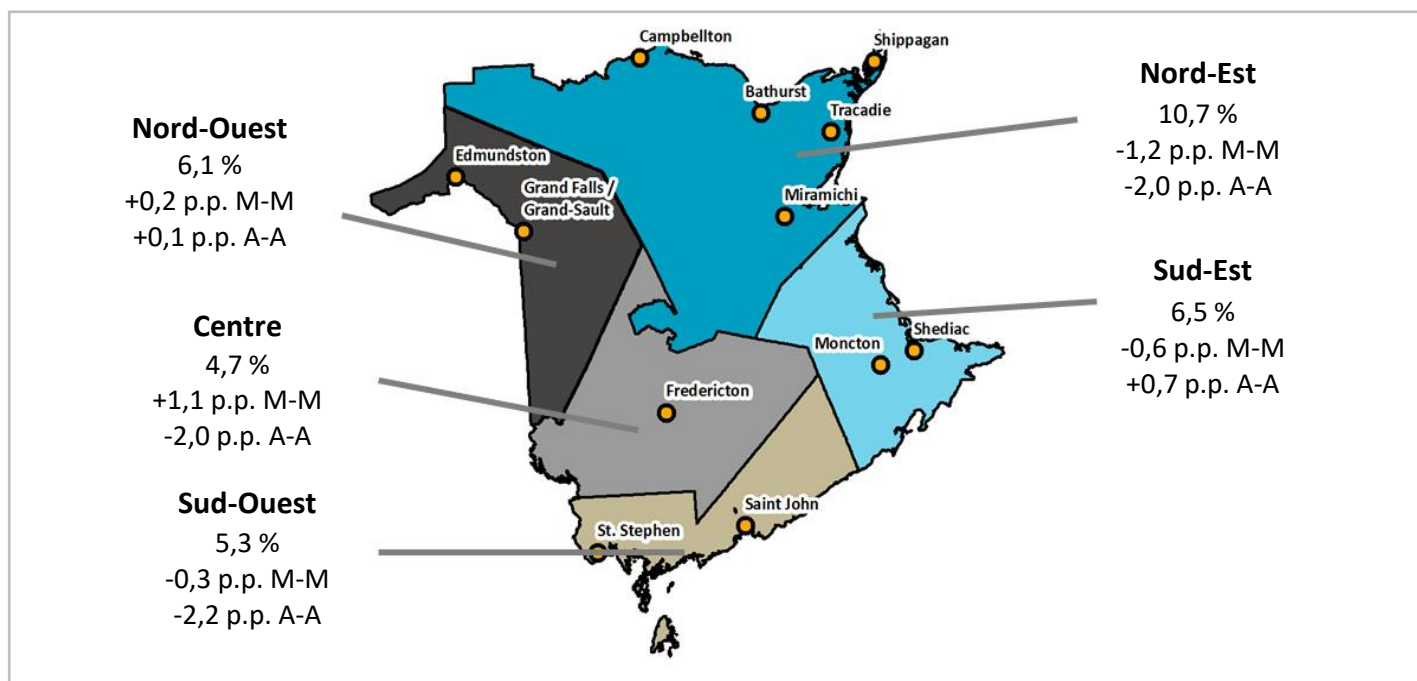 Nord-Ouest
6,1 %
+0,2 p.p. M-M
+0,1 p.p. A-A
Centre
4,7 %
+1,1 p.p. M-M
-2,0 p.p. A-A
Sud-Ouest
5,3 %
-0,3 p.p. M-M
-2,2 p.p. A-A
Campbellton
Shippagan
Bathurst
Tracadie
Edmundston
Grand Falls /
Grand-Sault
Miramichi
Moncton
Shediac
Fredericton
Saint John
St. Stephen
Nord-Est
10,7 %
-1,2 p.p. M-M
-2,0 p.p. A-A
Sud-Est
6,5 %
-0,6 p.p. M-M
+0,7 p.p. A-A